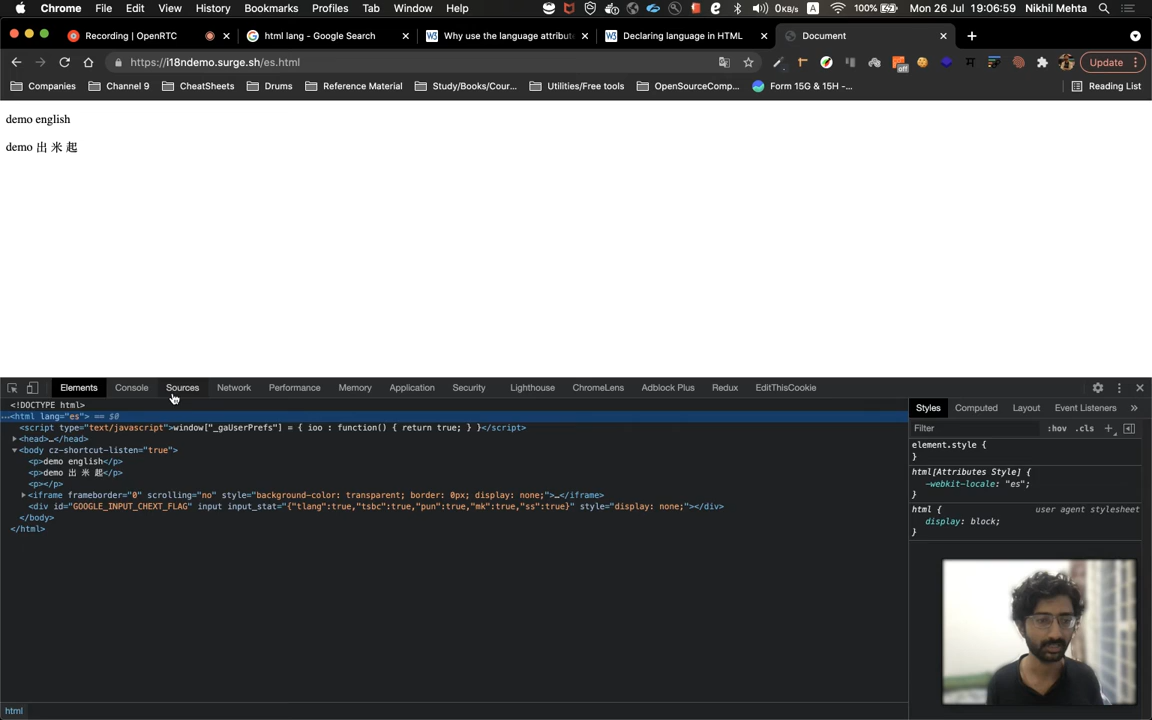 Chrome File Edit View History Bookmarks Profiles Tab Window Help 0KB/s A 100% Mon 26 Jul 19:06:59 Nikhil Mehta
Recording | OpenRTC html lang - Google Search Why use the language attribut Declaring language in HTML Document
https://i18ndemo.surge.sh/es.html Update
Companies Channel 9 CheatSheets Drums Reference Material Study/Books/Cour... Utilities/Free tools OpenSourceComp... Form 15G & 15H -... Reading List
demo english
demo 出 米 起
Elements Console Sources Network Performance Memory Application Security Lighthouse ChromeLens Adblock Plus Redux EditThisCookie
<!DOCTYPE html>
…<html lang="es"> == $0
<script type="text/javascript">window["_gaUserPrefs"] = { ioo : function() { return true; } }</script>
<head>…</head>
<body cz-shortcut-listen="true">
<p>demo english</p>
<p>demo 出 米 起</p>
<p></p>
<iframe frameborder="0" scrolling="no" style="background-color: transparent; border: 0px; display: none;">…</iframe>
<div id="GOOGLE_INPUT_CHEXT_FLAG" input input_stat="{"tlang":true,"tsbc":true,"pun":true,"mk":true,"ss":true}" style="display: none;"></div>
</body>
</html>
html
Styles Computed Layout Event Listeners »
Filter :hov .cls +
element.style {
}
html[Attributes Style] {
-webkit-locale: "es";
}
html { user agent stylesheet
display: block;
}